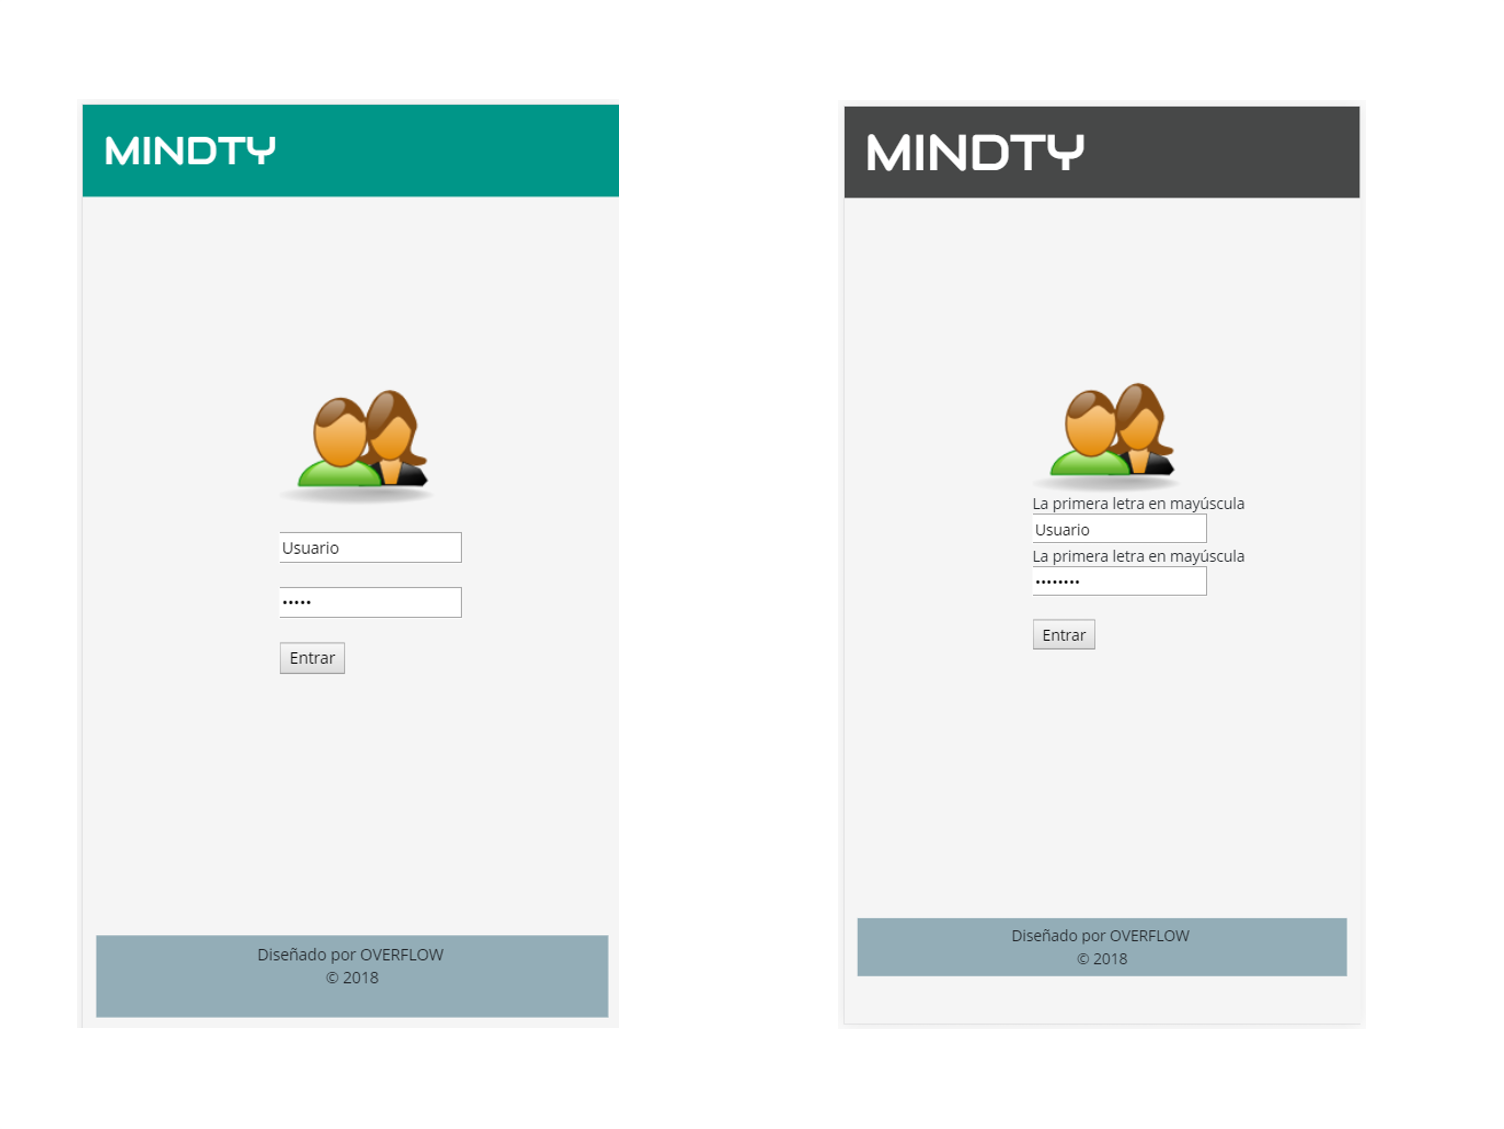 MINDTY
Usuario
•••••
Entrar
Diseñado por OVERFLOW
© 2018
MINDTY
La primera letra en mayúscula
Usuario
La primera letra en mayúscula
••••••••
Entrar
Diseñado por OVERFLOW
© 2018